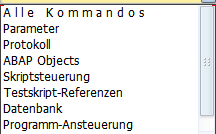 Alle Kommandos
Parameter
Protokoll
ABAP Objects
Skriptsteuerung
Testskript-Referenzen
Datenbank
Programm-Ansteuerung